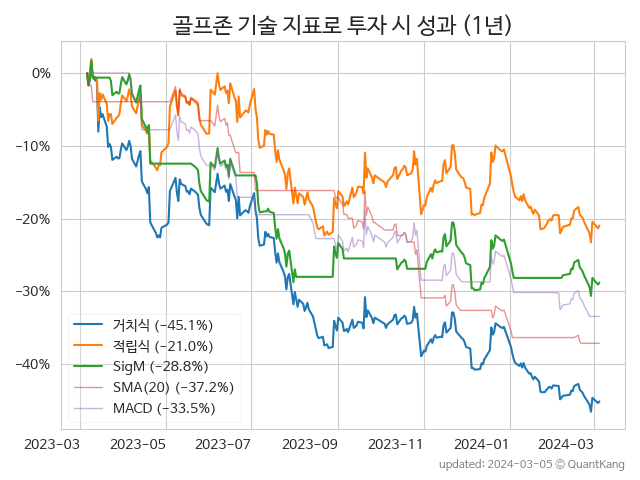 골프존 기술 지표로 투자 시 성과 (1년)
0%
−10%
−20%
−30%
−40%
거치식 (−45.1%)
적립식 (−21.0%)
SigM (−28.8%)
SMA(20) (−37.2%)
MACD (−33.5%)
2023−03 2023−05 2023−07 2023−09 2023−11 2024−01 2024−03
updated: 2024−03−05 ⓒ QuantKang